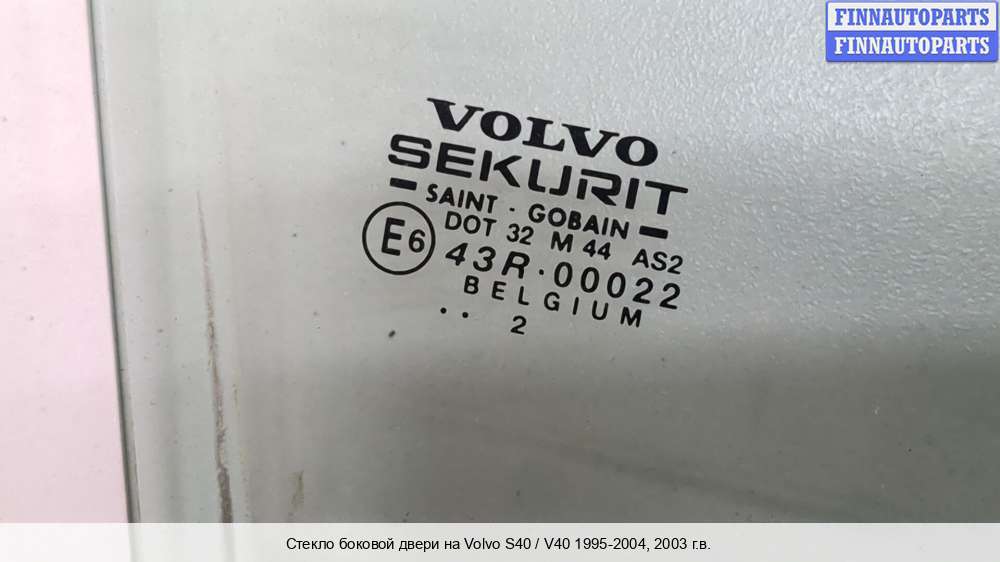 FINNAUTOPARTS
FINNAUTOPARTS
VOLVO
SEKURIT
SAINT - GOBAIN
DOT 32 M 44 AS2
E6 43R-00022
BELGIUM
.. 2
Стекло боковой двери на Volvo S40 / V40 1995-2004, 2003 г.в.